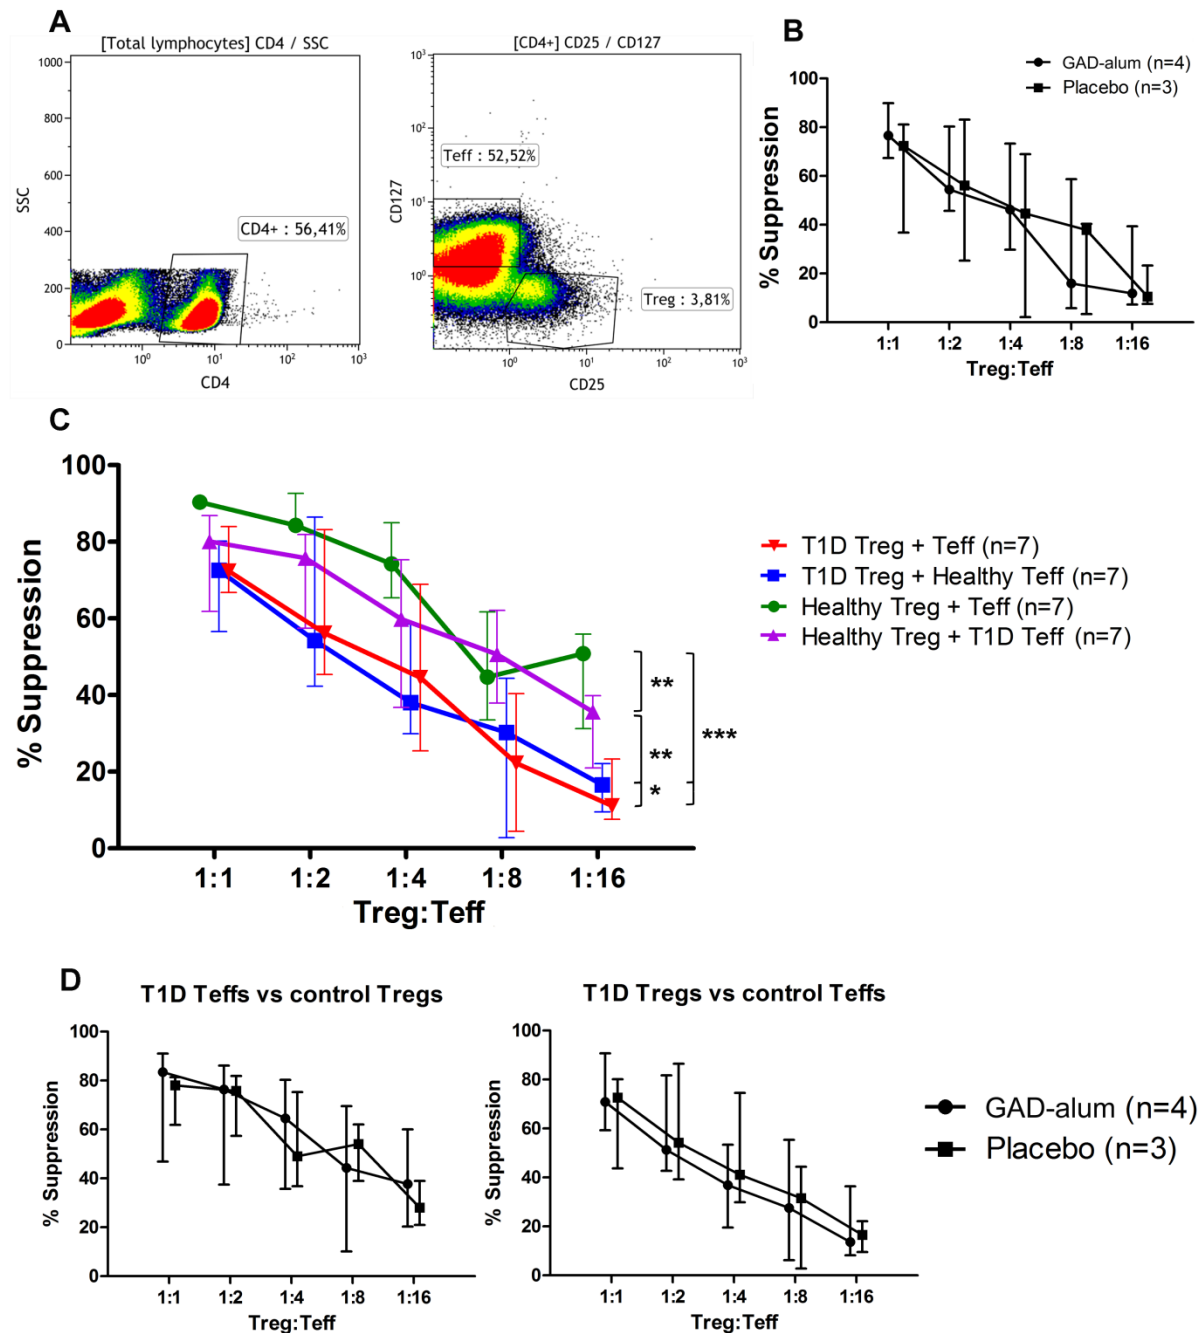 A
[Total lymphocytes] CD4 / SSC
1000
800
600
400
200
0
SSC
CD4+ : 56,41%
10⁰
10¹
10²
10³
CD4
[CD4+] CD25 / CD127
10³
10²
10¹
10⁰
CD127
Teff : 52,52%
Treg : 3,81%
10⁰
10¹
10²
10³
CD25
B
GAD-alum (n=4)
Placebo (n=3)
100
80
60
40
20
0
% Suppression
1:1
1:2
1:4
1:8
1:16
Treg:Teff
C
100
80
60
40
20
0
% Suppression
1:1
1:2
1:4
1:8
1:16
Treg:Teff
**
**
*
***
T1D Treg + Teff (n=7)
T1D Treg + Healthy Teff (n=7)
Healthy Treg + Teff (n=7)
Healthy Treg + T1D Teff (n=7)
D
T1D Teffs vs control Tregs
100
80
60
40
20
0
% Suppression
1:1
1:2
1:4
1:8
1:16
Treg:Teff
T1D Tregs vs control Teffs
100
80
60
40
20
0
% Suppression
1:1
1:2
1:4
1:8
1:16
Treg:Teff
GAD-alum (n=4)
Placebo (n=3)